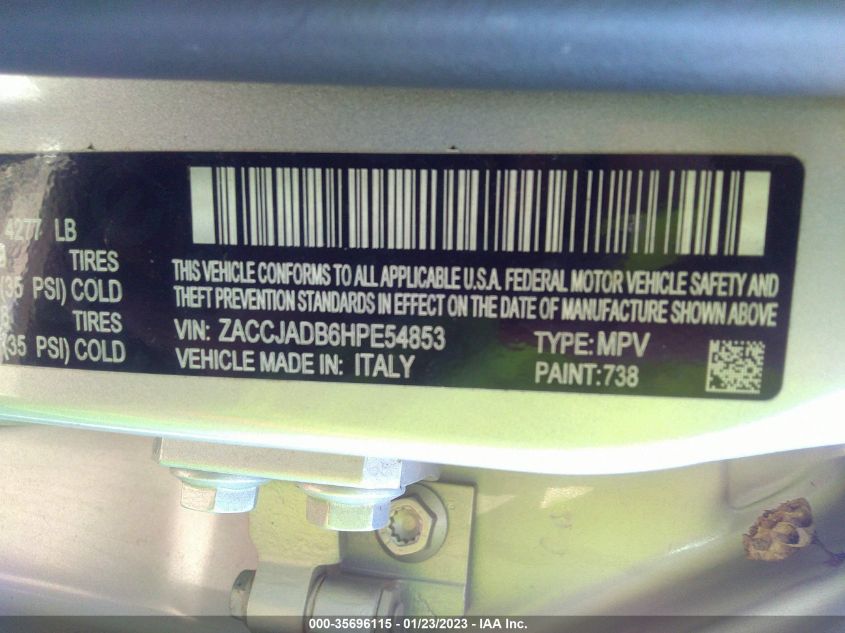 4277 LB
TIRES
(35 PSI) COLD
TIRES
(35 PSI) COLD
THIS VEHICLE CONFORMS TO ALL APPLICABLE U.S.A. FEDERAL MOTOR VEHICLE SAFETY AND
THEFT PREVENTION STANDARDS IN EFFECT ON THE DATE OF MANUFACTURE SHOWN ABOVE
VIN: ZACCJADB6HPE54853 TYPE: MPV
VEHICLE MADE IN: ITALY PAINT:738
000-35696115 - 01/23/2023 - IAA Inc.